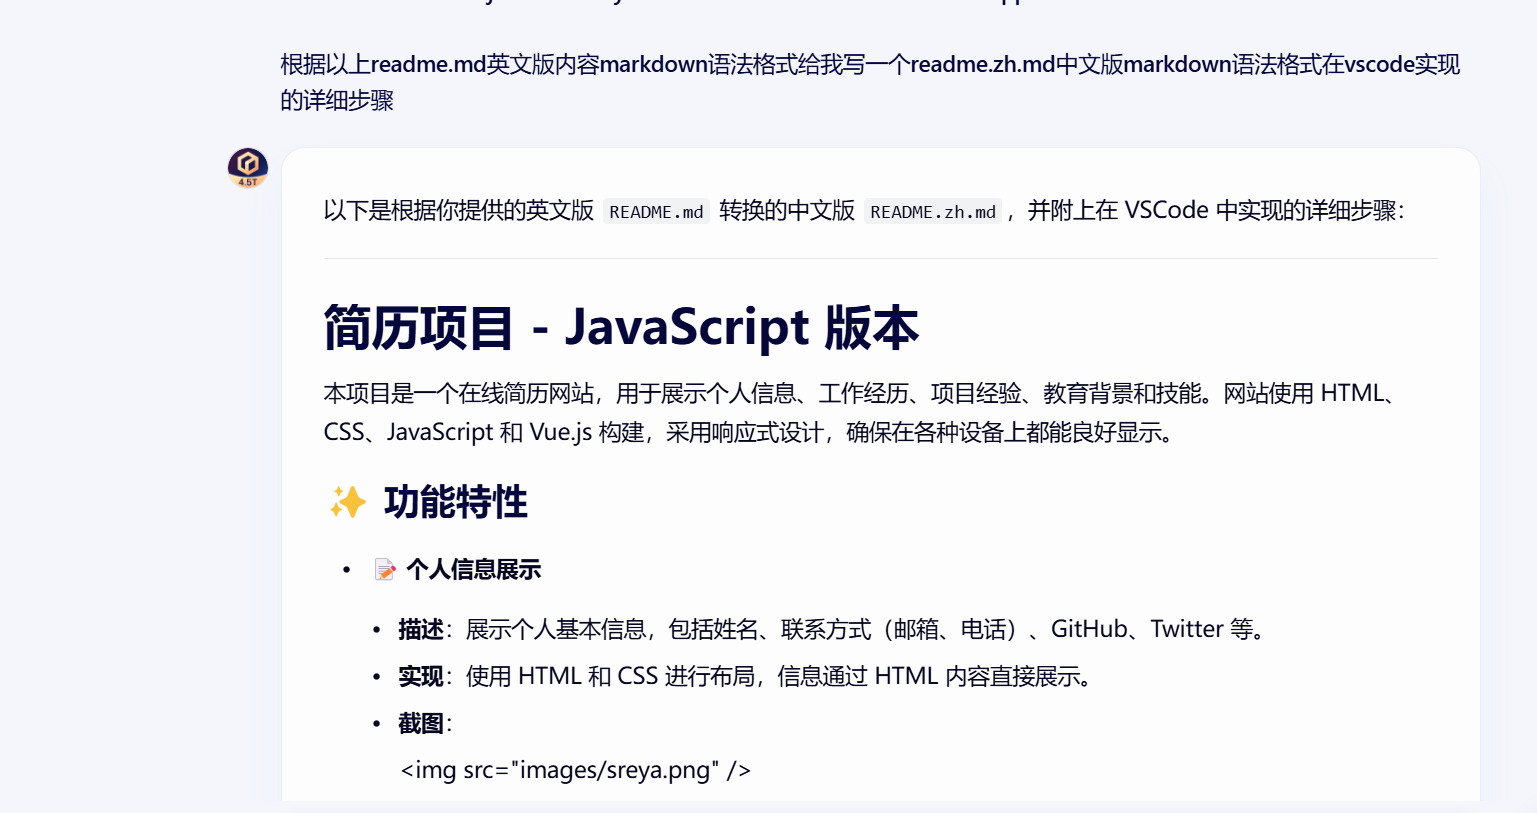 根据以上readme.md英文版内容markdown语法格式给我写一个readme.zh.md中文版markdown语法格式在vscode实现
的详细步骤
4.5T
以下是根据你提供的英文版 README.md 转换的中文版 README.zh.md ，并附上在 VSCode 中实现的详细步骤：
简历项目 - JavaScript 版本
本项目是一个在线简历网站，用于展示个人信息、工作经历、项目经验、教育背景和技能。网站使用 HTML、
CSS、JavaScript 和 Vue.js 构建，采用响应式设计，确保在各种设备上都能良好显示。
✨ 功能特性
• 📝 个人信息展示
• 描述：展示个人基本信息，包括姓名、联系方式（邮箱、电话）、GitHub、Twitter 等。
• 实现：使用 HTML 和 CSS 进行布局，信息通过 HTML 内容直接展示。
• 截图：
<img src="images/sreya.png" />